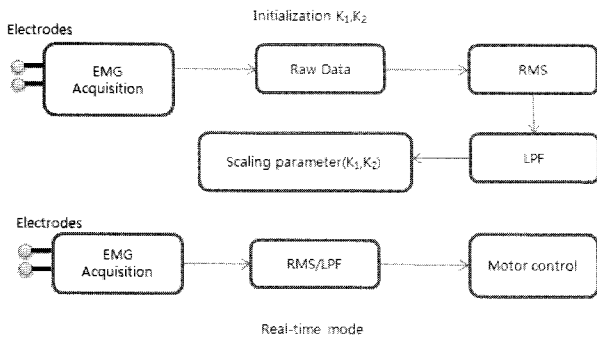 Initialization K₁,K₂
Electrodes
EMG
Acquisition
Raw Data
RMS
LPF
Scaling parameter(K₁,K₂)
Electrodes
EMG
Acquisition
RMS/LPF
Motor control
Real-time mode